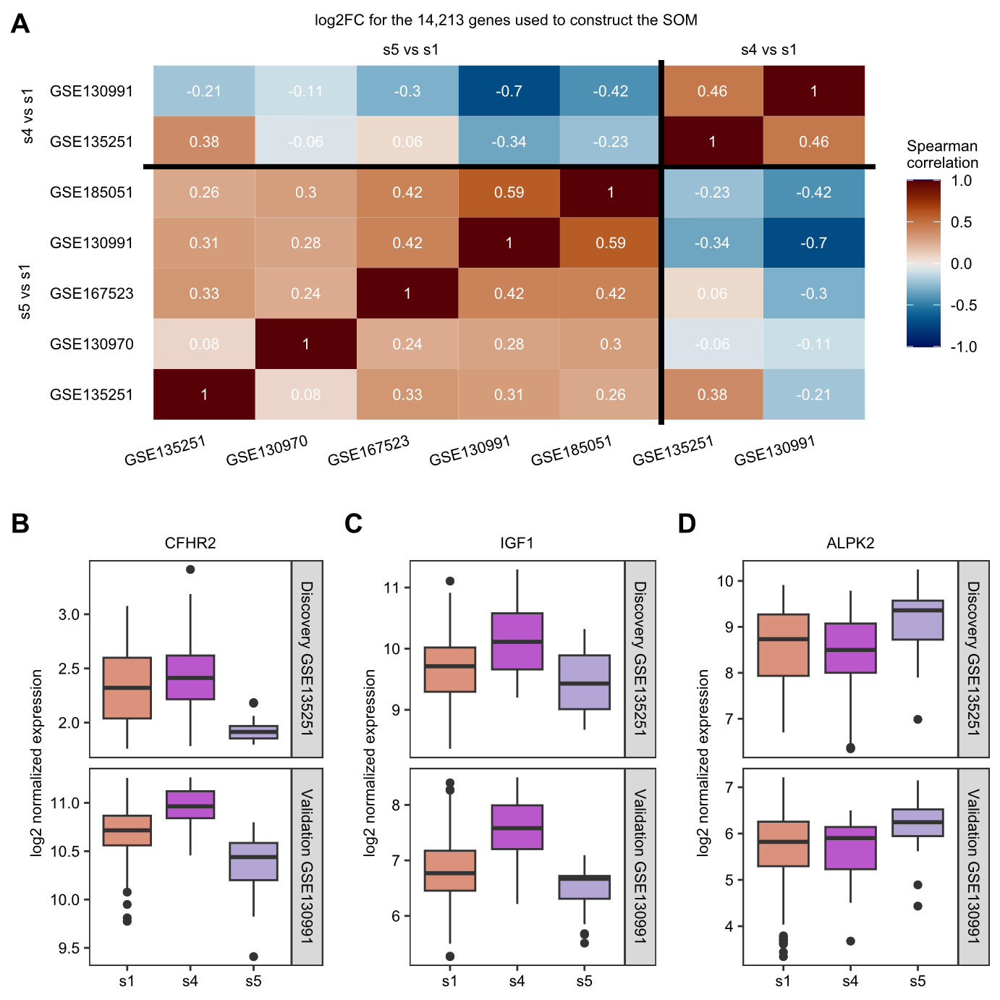 A
log2FC for the 14,213 genes used to construct the SOM
s5 vs s1 s4 vs s1
s4 vs s1
GSE130991 -0.21 -0.11 -0.3 -0.7 -0.42 0.46 1
GSE135251 0.38 -0.06 0.06 -0.34 -0.23 1 0.46
s5 vs s1
GSE185051 0.26 0.3 0.42 0.59 1 -0.23 -0.42
GSE130991 0.31 0.28 0.42 1 0.59 -0.34 -0.7
GSE167523 0.33 0.24 1 0.42 0.42 0.06 -0.3
GSE130970 0.08 1 0.24 0.28 0.3 -0.06 -0.11
GSE135251 1 0.08 0.33 0.31 0.26 0.38 -0.21
GSE135251 GSE130970 GSE167523 GSE130991 GSE185051 GSE135251 GSE130991
Spearman
correlation
1.0
0.5
0.0
-0.5
-1.0
B
CFHR2
log2 normalized expression
3.0
2.5
2.0
Discovery GSE135251
11.0
10.5
10.0
9.5
Validation GSE130991
s1 s4 s5
C
IGF1
log2 normalized expression
11
10
9
Discovery GSE135251
8
7
6
Validation GSE130991
s1 s4 s5
D
ALPK2
log2 normalized expression
10
9
8
7
Discovery GSE135251
7
6
5
4
Validation GSE130991
s1 s4 s5